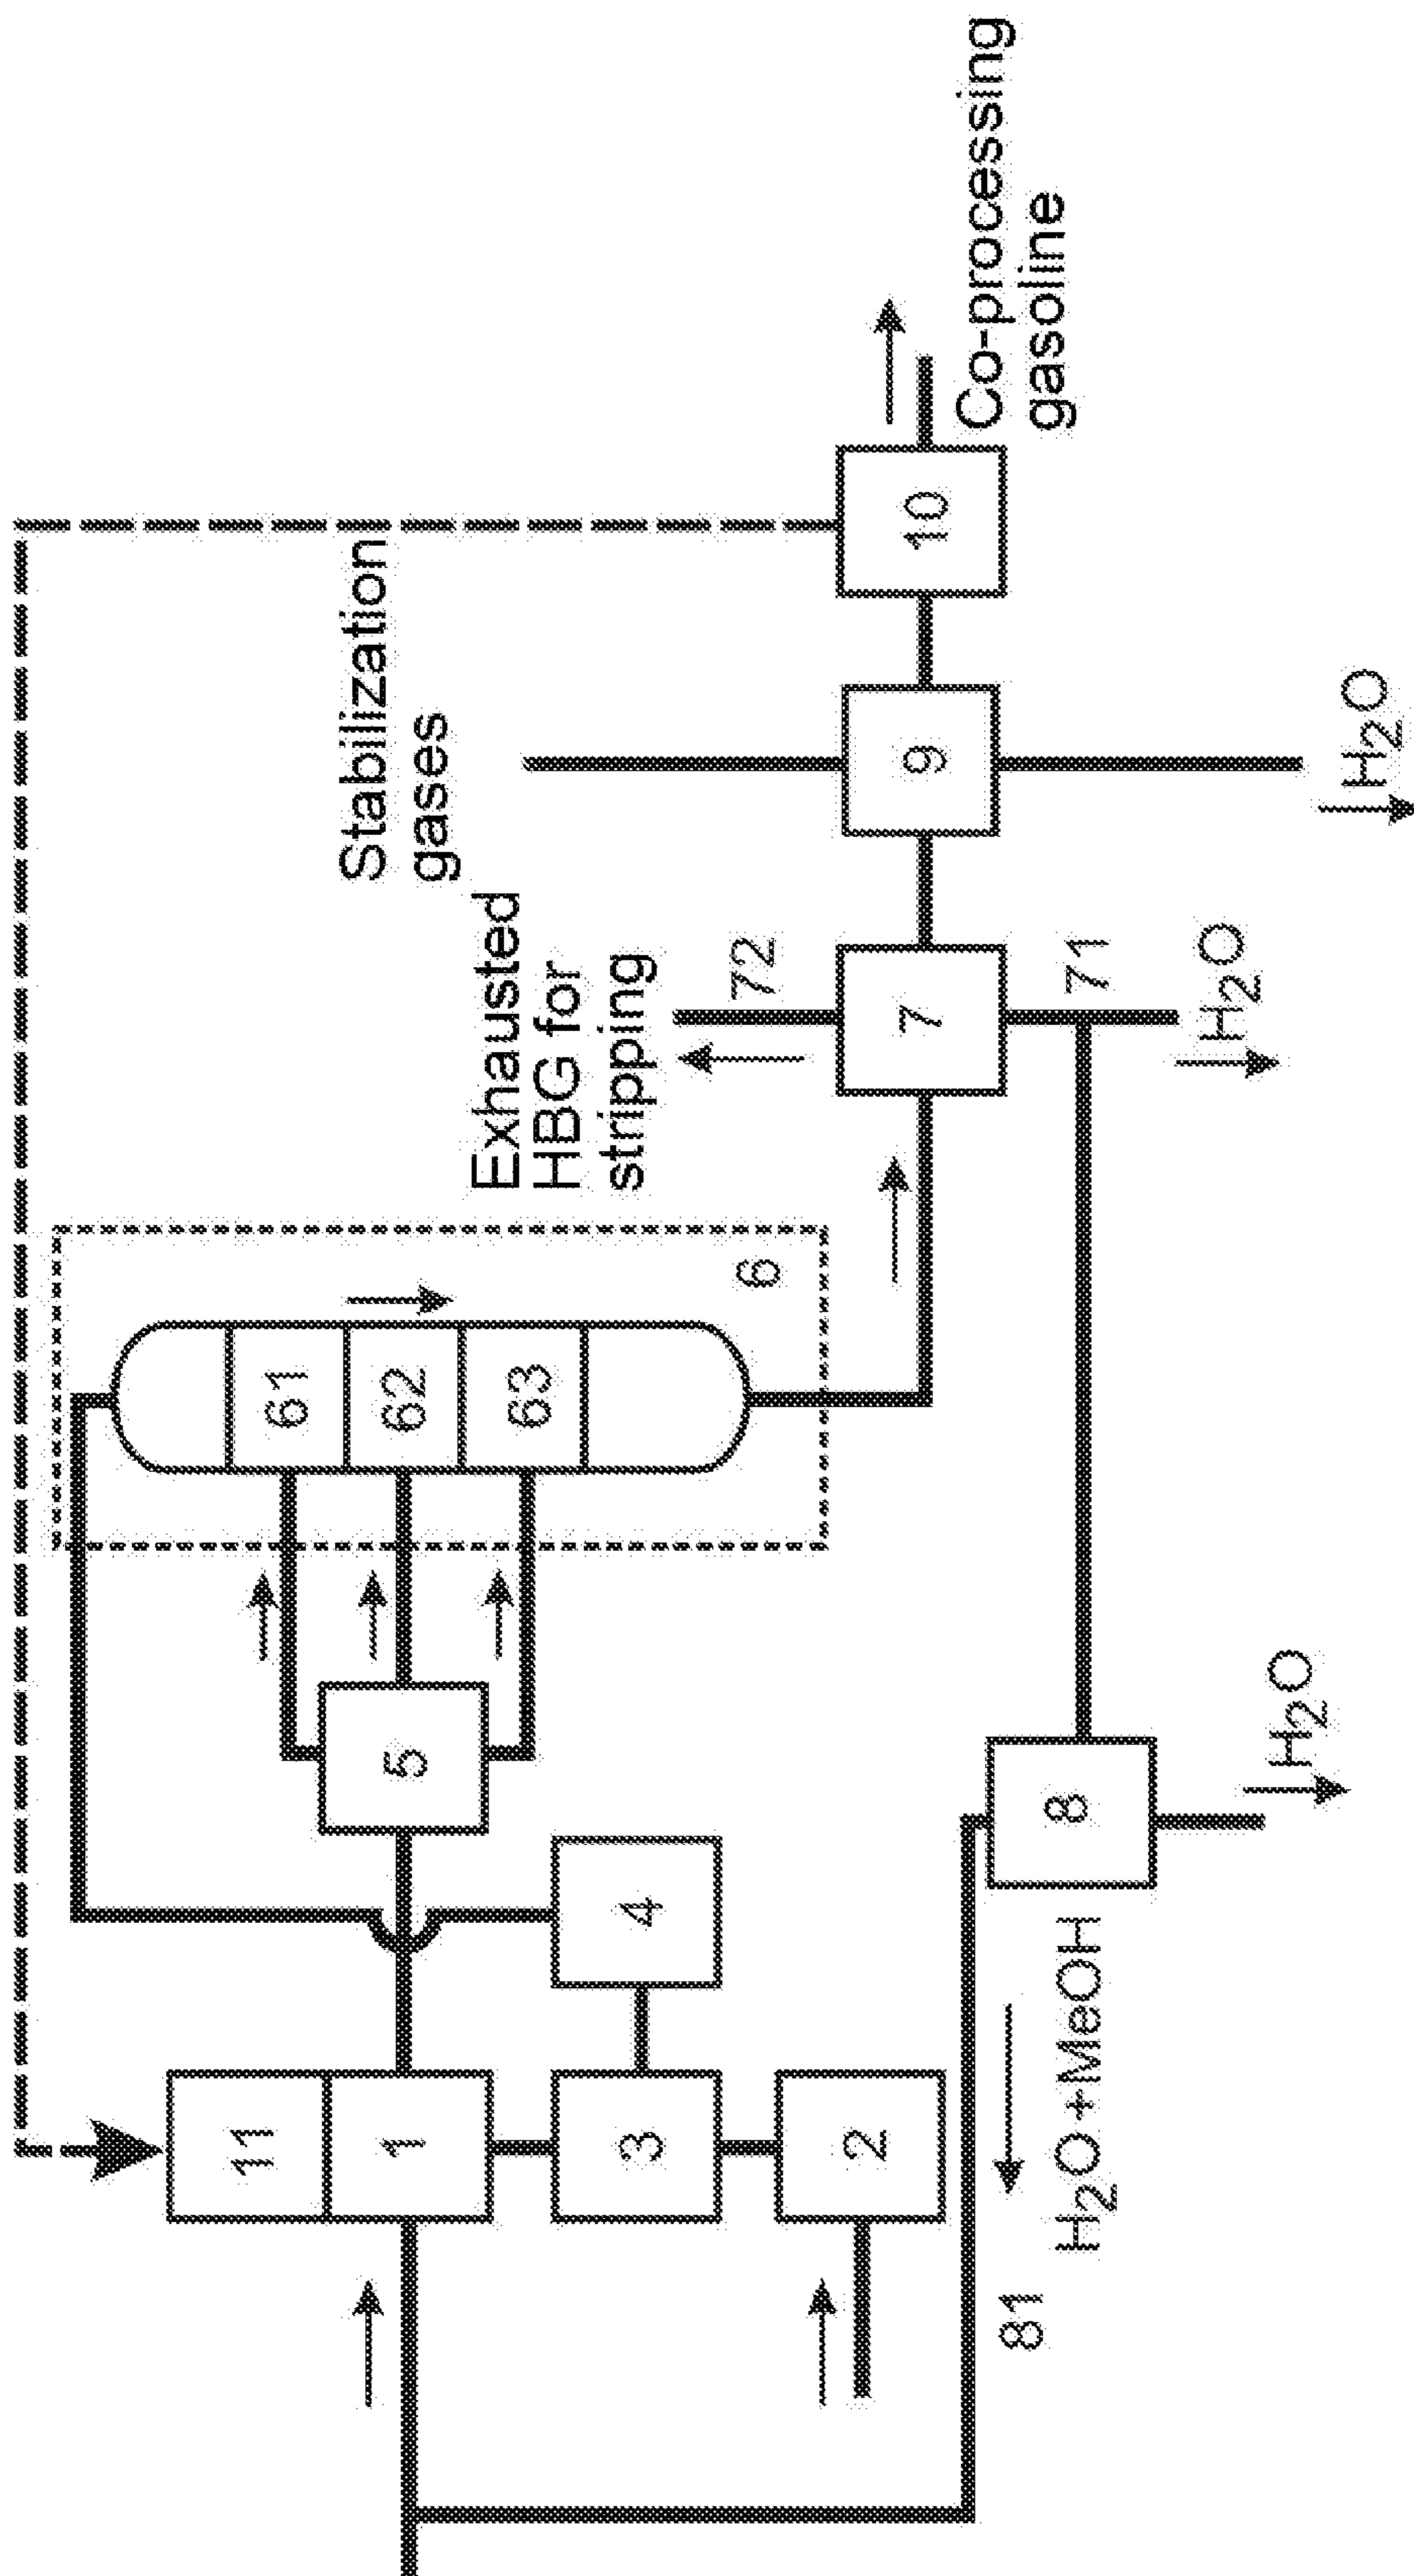 Stabilization
gases
Exhausted
HBG for
stripping
Co-processing
gasoline
11
1
3
2
4
5
61
62
63
6
72
7
71
9
10
8
81
H₂O+MeOH
H₂O
H₂O
H₂O